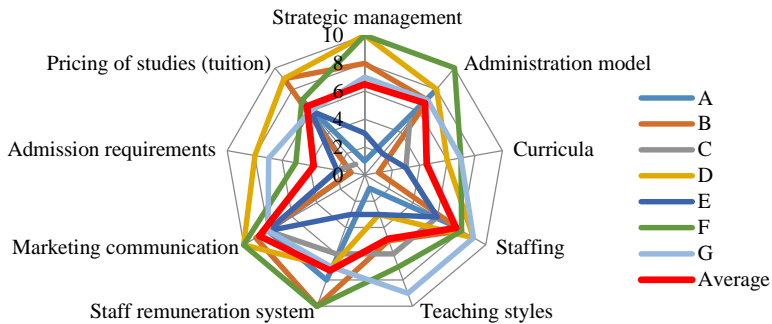 Strategic management
10
Pricing of studies (tuition)
Administration model
8
6
4
2
0
Admission requirements
Curricula
Marketing communication
Staffing
Staff remuneration system
Teaching styles
A
B
C
D
E
F
G
Average